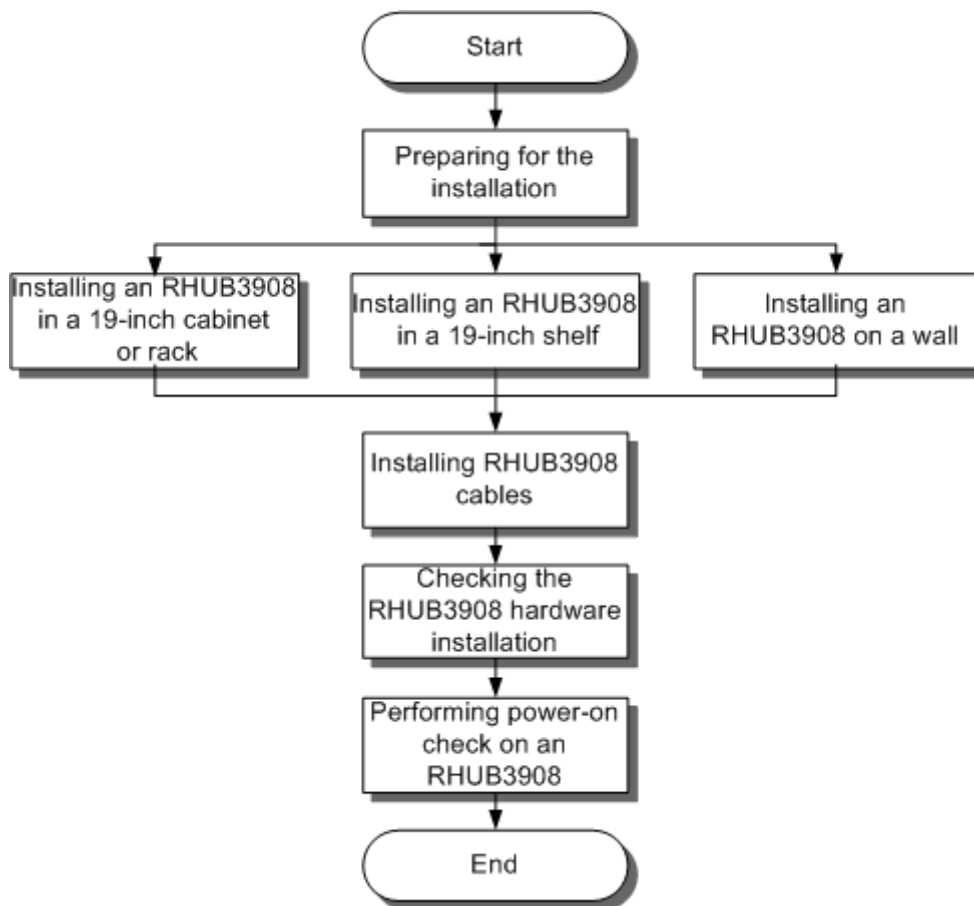 Start
Preparing for the
installation
Installing an RHUB3908
in a 19-inch cabinet
or rack
Installing an RHUB3908
in a 19-inch shelf
Installing an
RHUB3908 on a wall
Installing RHUB3908
cables
Checking the
RHUB3908 hardware
installation
Performing power-on
check on an
RHUB3908
End